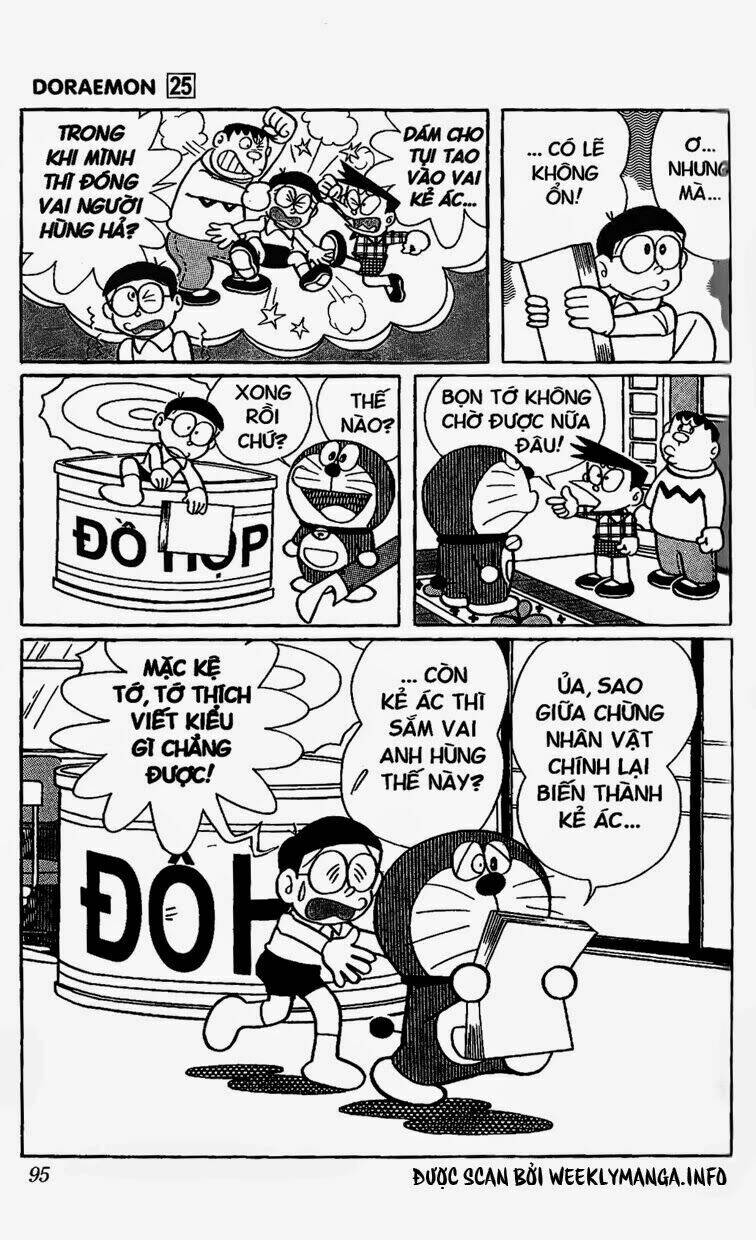 DORAEMON 25
Ơ...
NHƯNG
MÀ...
... CÓ LẼ
KHÔNG
ỔN!
DÁM CHO
TỤI TAO
VÀO VAI
KẺ ÁC...
TRONG
KHI MÌNH
THÌ ĐÓNG
VAI NGƯỜI
HÙNG HẢ?
BỌN TỚ KHÔNG
CHỜ ĐƯỢC NỮA
ĐÂU!
THẾ
NÀO?
XONG
RỒI
CHỨ?
ĐỒ HỘP
ỦA, SAO
GIỮA CHỪNG
NHÂN VẬT
CHÍNH LẠI
BIẾN THÀNH
KẺ ÁC...
... CÒN
KẺ ÁC THÌ
SẮM VAI
ANH HÙNG
THẾ NÀY?
MẶC KỆ
TỚ, TỚ THÍCH
VIẾT KIỂU
GÌ CHẲNG
ĐƯỢC!
ĐỒ H
95
ĐƯỢC SCAN BỞI WEEKLYMANGA.INFO